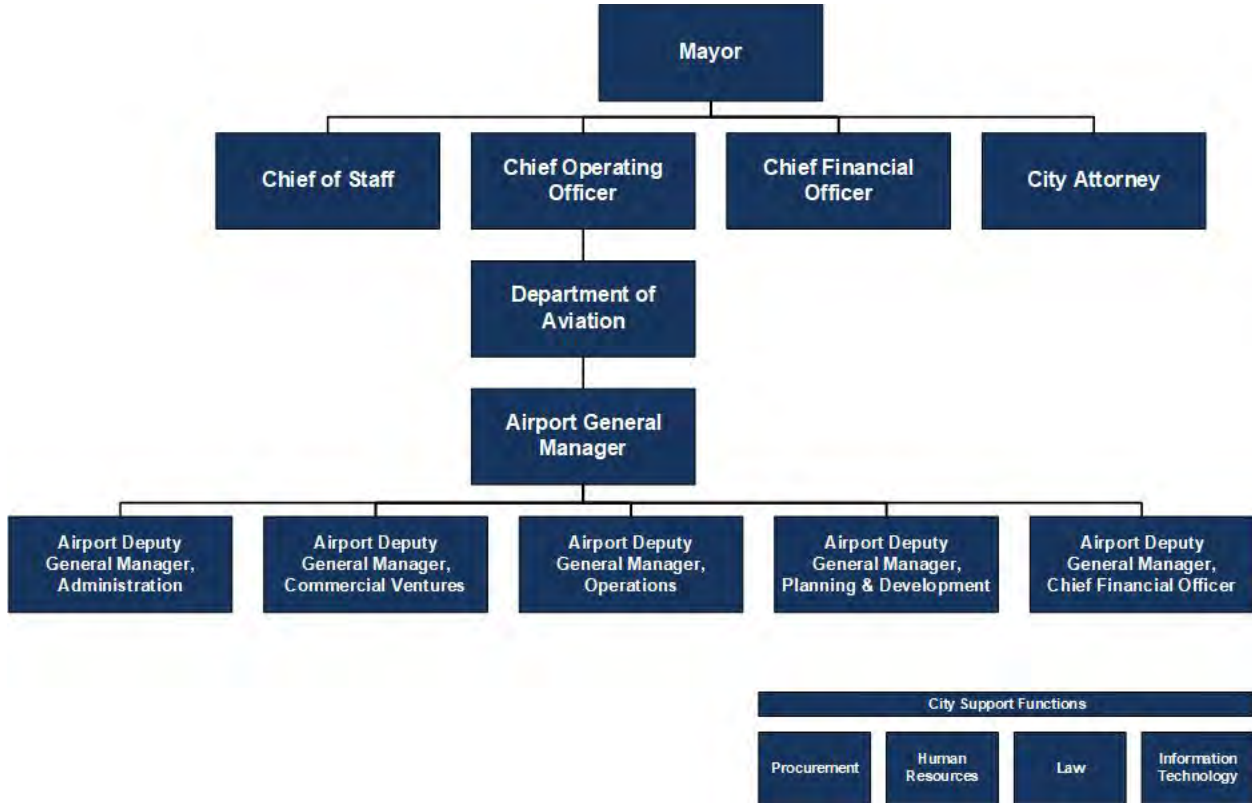 Mayor
Chief of Staff
Chief Operating
Officer
Chief Financial
Officer
City Attorney
Department of
Aviation
Airport General
Manager
Airport Deputy
General Manager,
Administration
Airport Deputy
General Manager,
Commercial Ventures
Airport Deputy
General Manager,
Operations
Airport Deputy
General Manager,
Planning & Development
Airport Deputy
General Manager,
Chief Financial Officer
City Support Functions
Procurement
Human
Resources
Law
Information
Technology